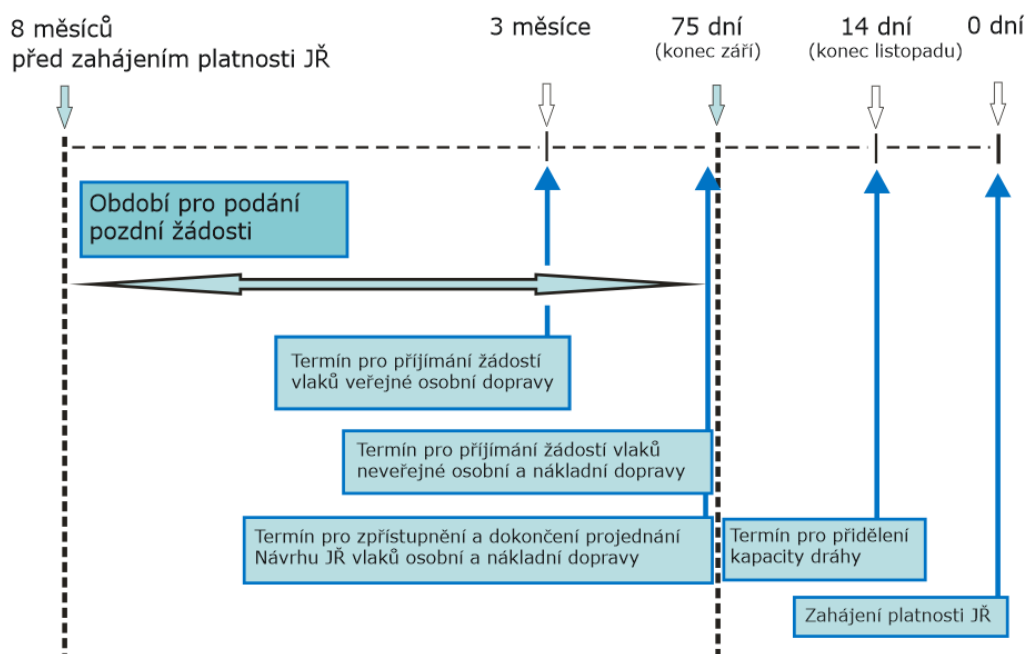 8 měsíců
před zahájením platnosti JŘ
3 měsíce
75 dní
(konec září)
14 dní
(konec listopadu)
0 dní
Období pro podání
pozdní žádosti
Termín pro příjímání žádostí
vlaků veřejné osobní dopravy
Termín pro příjímání žádostí vlaků
neveřejné osobní a nákladní dopravy
Termín pro zpřístupnění a dokončení projednání
Návrhu JŘ vlaků osobní a nákladní dopravy
Termín pro přidělení
kapacity dráhy
Zahájení platnosti JŘ